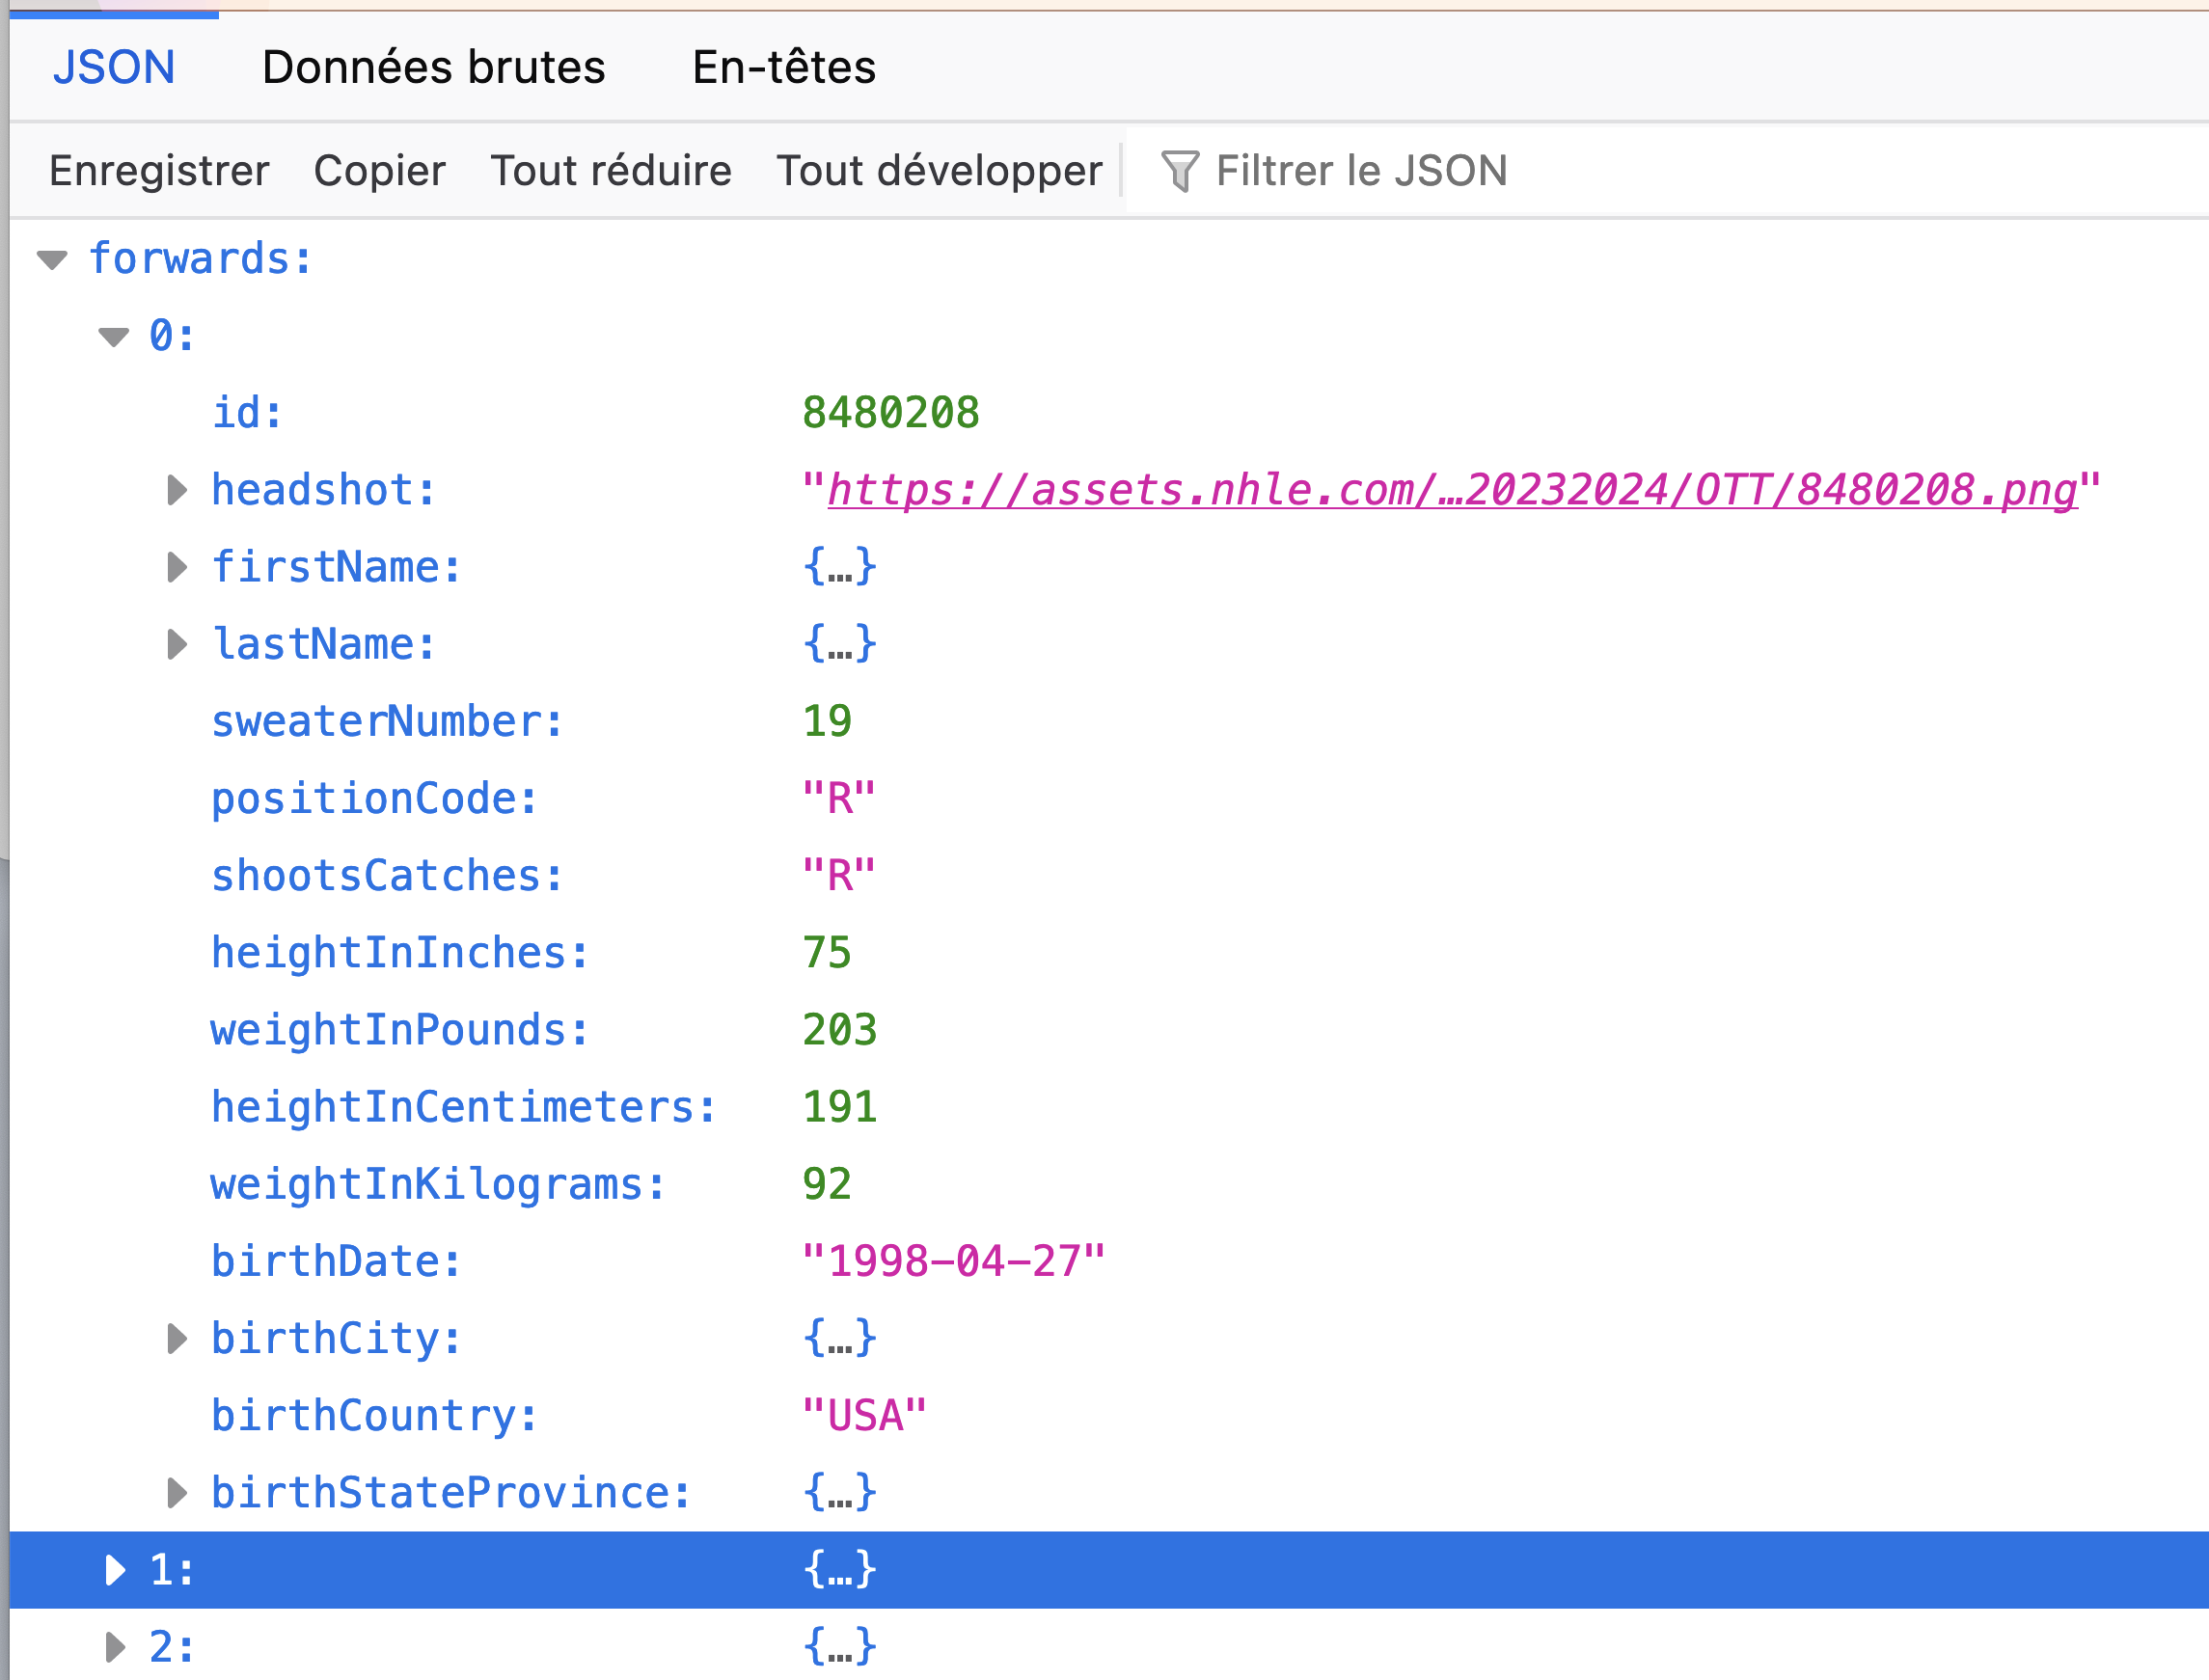 JSON Données brutes En-têtes
Enregistrer Copier Tout réduire Tout développer Filtrer le JSON
forwards:
0:
id: 8480208
headshot: "https://assets.nhle.com/…20232024/OTT/8480208.png"
firstName: {…}
lastName: {…}
sweaterNumber: 19
positionCode: "R"
shootsCatches: "R"
heightInInches: 75
weightInPounds: 203
heightInCentimeters: 191
weightInKilograms: 92
birthDate: "1998-04-27"
birthCity: {…}
birthCountry: "USA"
birthStateProvince: {…}
1: {…}
2: {…}